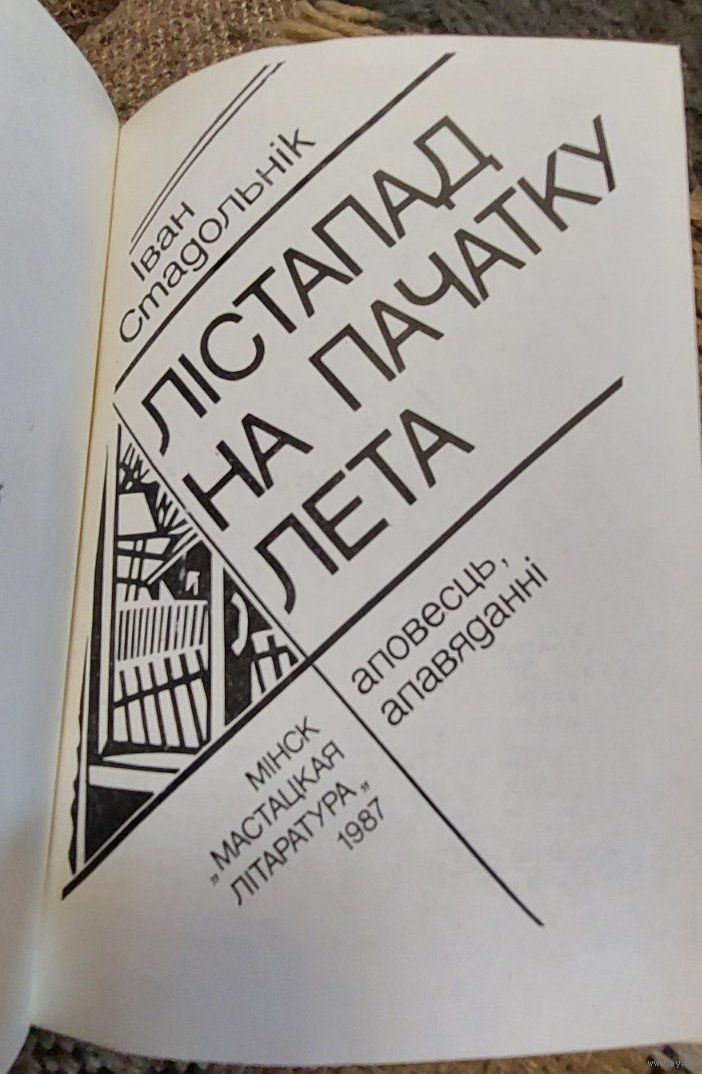 Іван
Стадольнік
ЛІСТАПАД
НА ПАЧАТКУ
ЛЕТА
аповесць,
апавяданні
МІНСК
„МАСТАЦКАЯ
ЛІТАРАТУРА„
1987